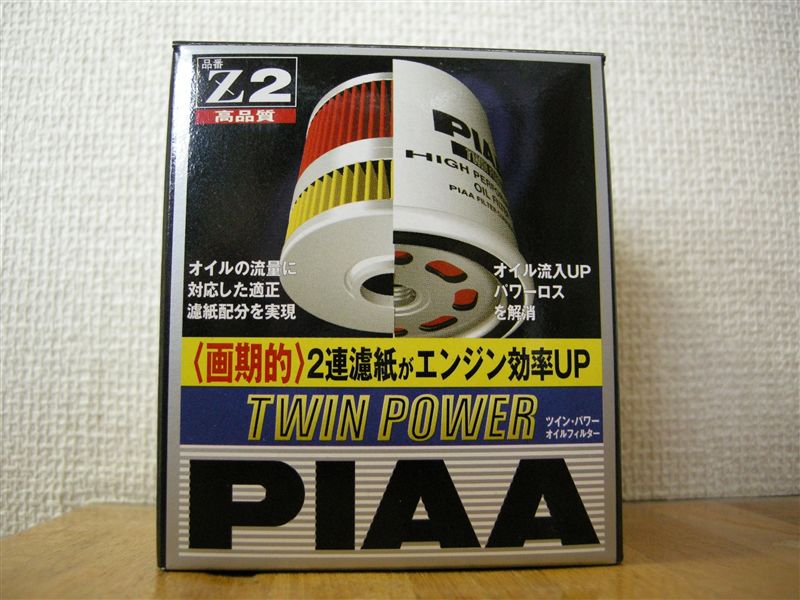 品番
Z2
高品質
PIAA
HIGH
OIL
PIAA FILTER
オイルの流量に
対応した適正
濾紙配分を実現
オイル流入UP
パワーロス
を解消
〈画期的〉2連濾紙がエンジン効率UP
TWIN POWER
ツイン・パワー
オイルフィルター
PIAA